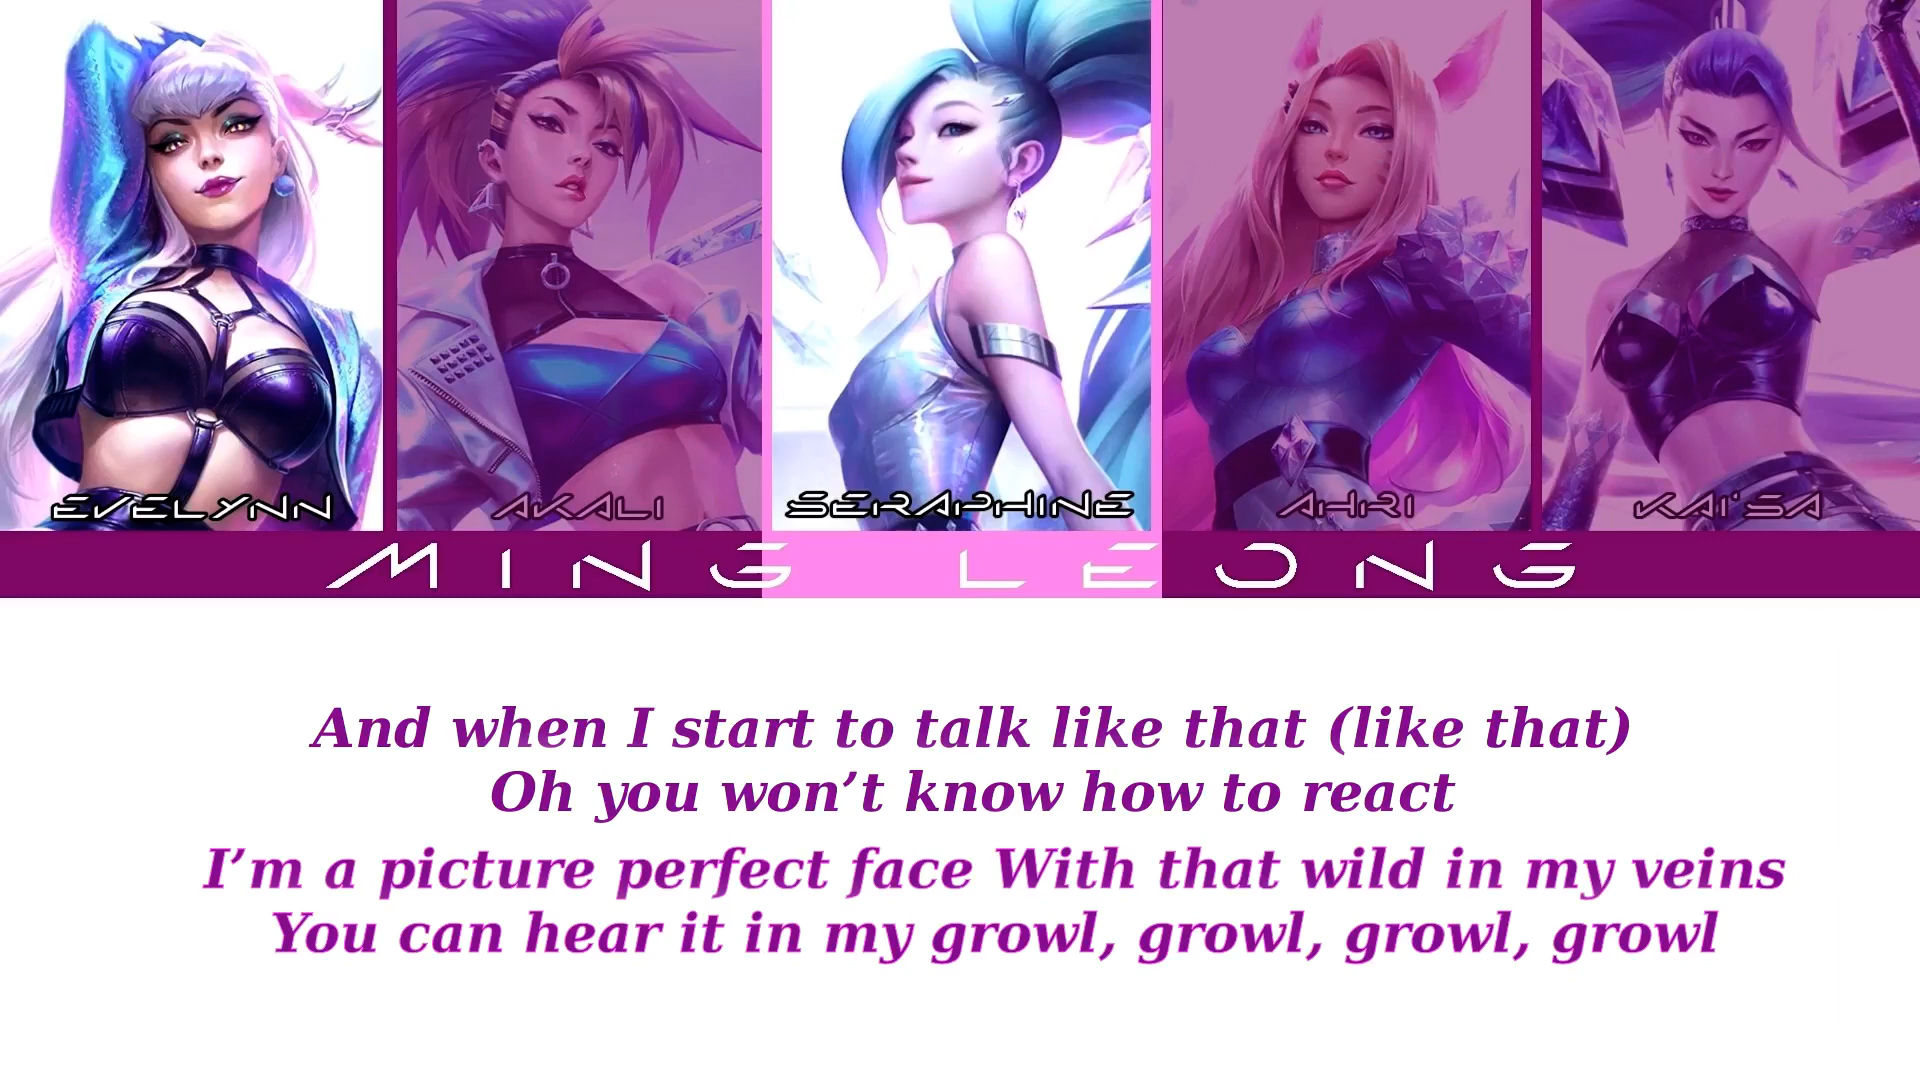 EVELYNN
AKALI
SERAPHINE
AHRI
KAI'SA
MING LEONG
And when I start to talk like that (like that)
Oh you won’t know how to react
I’m a picture perfect face With that wild in my veins
You can hear it in my growl, growl, growl, growl